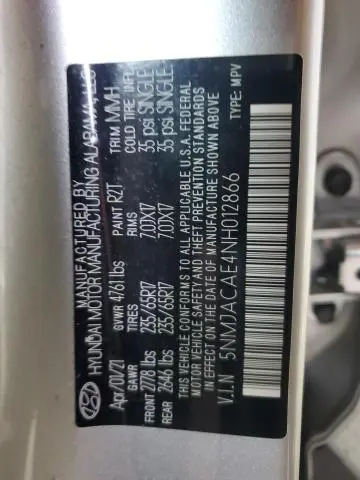 MANUFACTURED BY
HYUNDAI MOTOR MANUFACTURING ALABAMA, LLC
Apr/01/21 GVWR 4761 lbs PAINT R2T TRIM MMH
GAWR TIRES RIMS COLD TIRE INFL
FRONT 2778 lbs 235/65R17 7.0JX17 35 psi SINGLE
REAR 2646 lbs 235/65R17 7.0JX17 35 psi SINGLE
THIS VEHICLE CONFORMS TO ALL APPLICABLE U.S.A. FEDERAL
MOTOR VEHICLE SAFETY AND THEFT PREVENTION STANDARDS
IN EFFECT ON THE DATE OF MANUFACTURE SHOWN ABOVE.
V.I.N 5NMJACAE4NH012866 TYPE: MPV